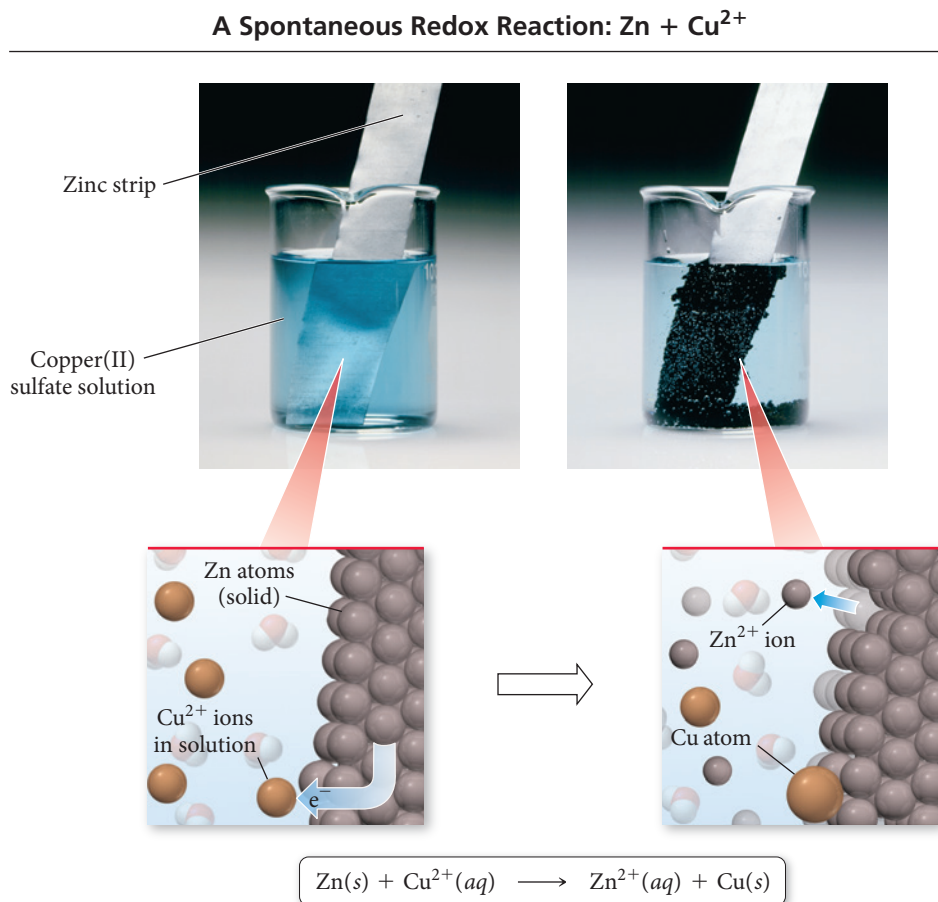 A Spontaneous Redox Reaction: Zn + Cu²⁺
Zinc strip
Copper(II)
sulfate solution
10
Zn atoms
(solid)
Cu²⁺ ions
in solution
e⁻
Zn²⁺ ion
Cu atom
Zn(s) + Cu²⁺(aq) ⟶ Zn²⁺(aq) + Cu(s)